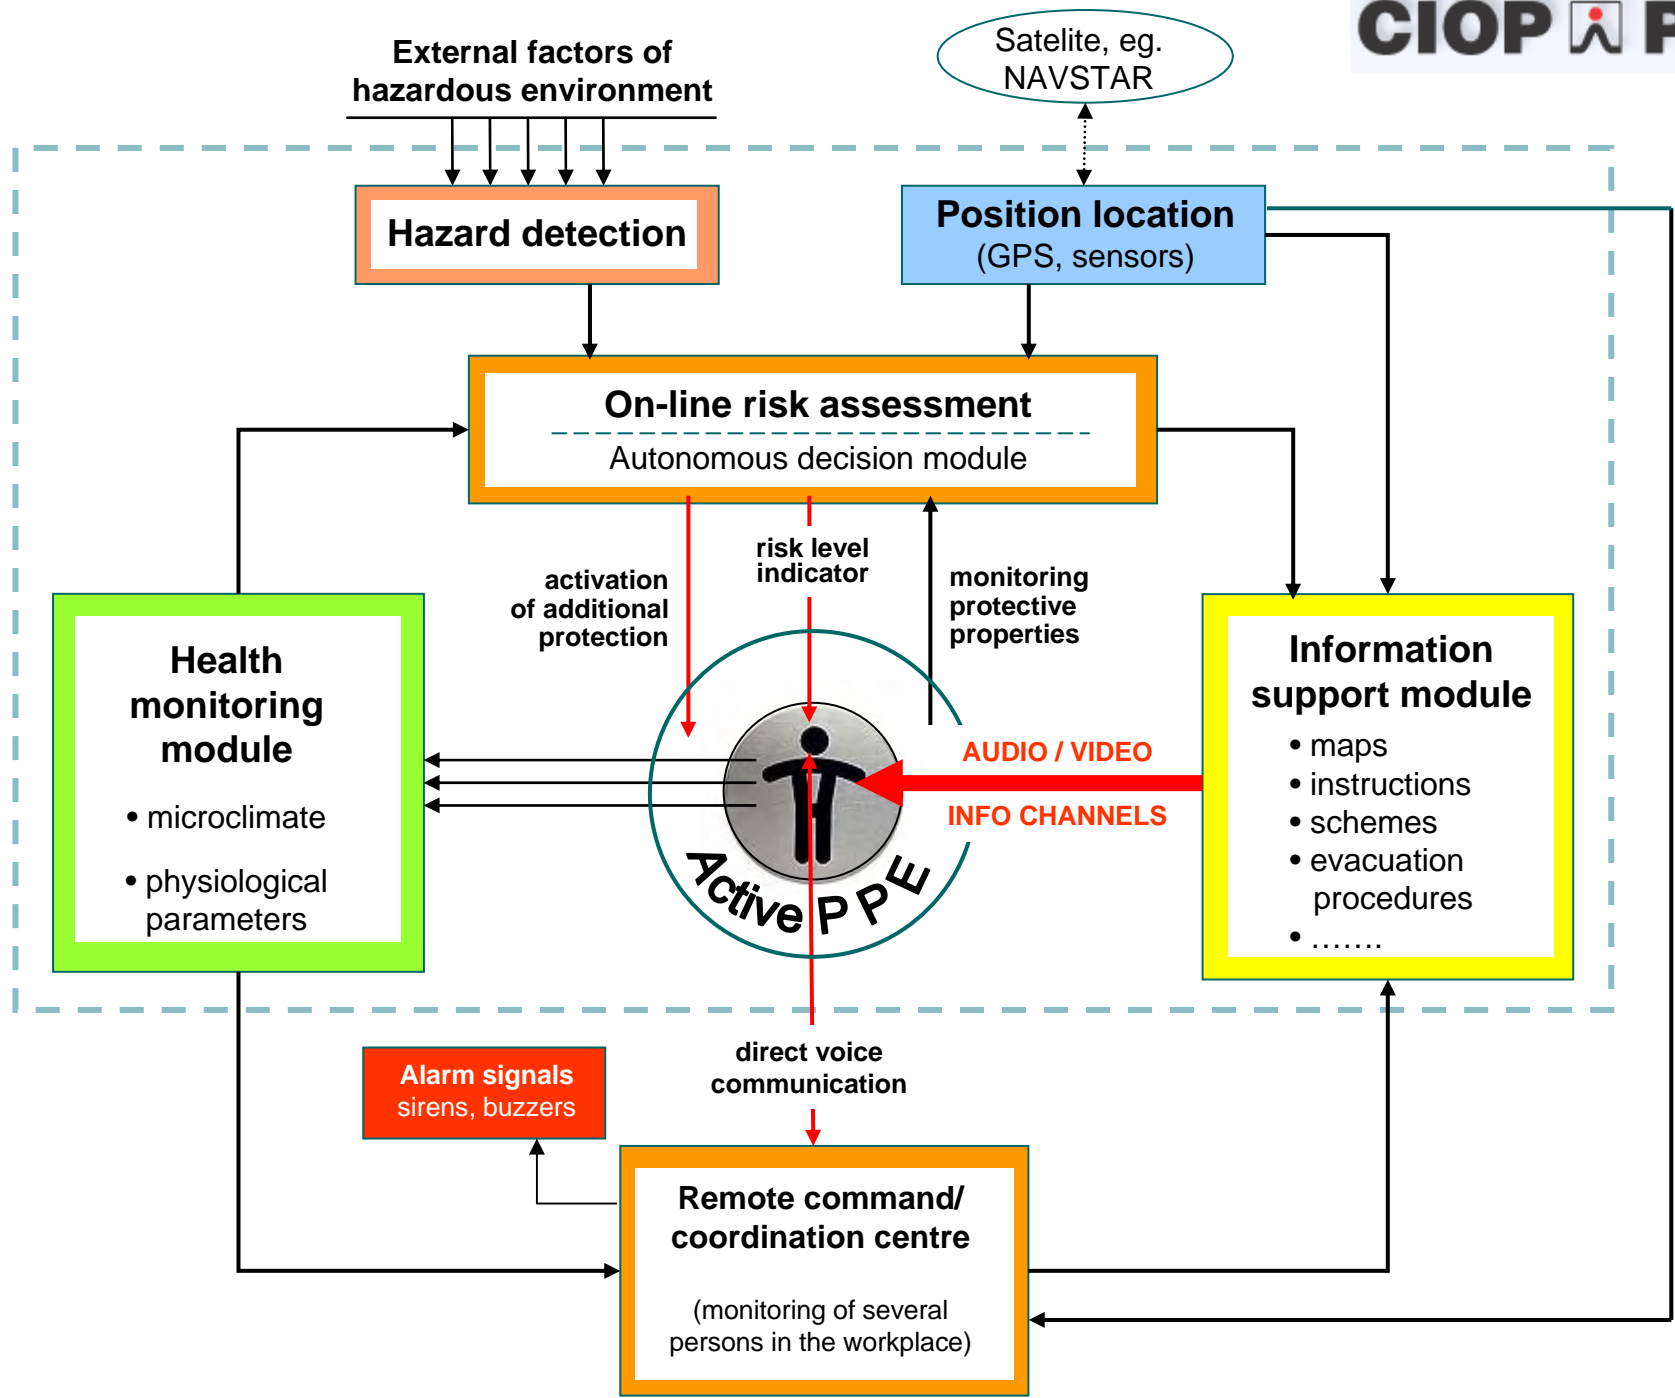 CIOP
External factors of
hazardous environment
Satelite, eg.
NAVSTAR
Hazard detection
Position location
(GPS, sensors)
On-line risk assessment
Autonomous decision module
activation
of additional
protection
risk level
indicator
monitoring
protective
properties
Health
monitoring
module
• microclimate
• physiological
parameters
AUDIO / VIDEO
INFO CHANNELS
Active PPE
Information
support module
• maps
• instructions
• schemes
• evacuation
procedures
• …….
Alarm signals
sirens, buzzers
direct voice
communication
Remote command/
coordination centre
(monitoring of several
persons in the workplace)